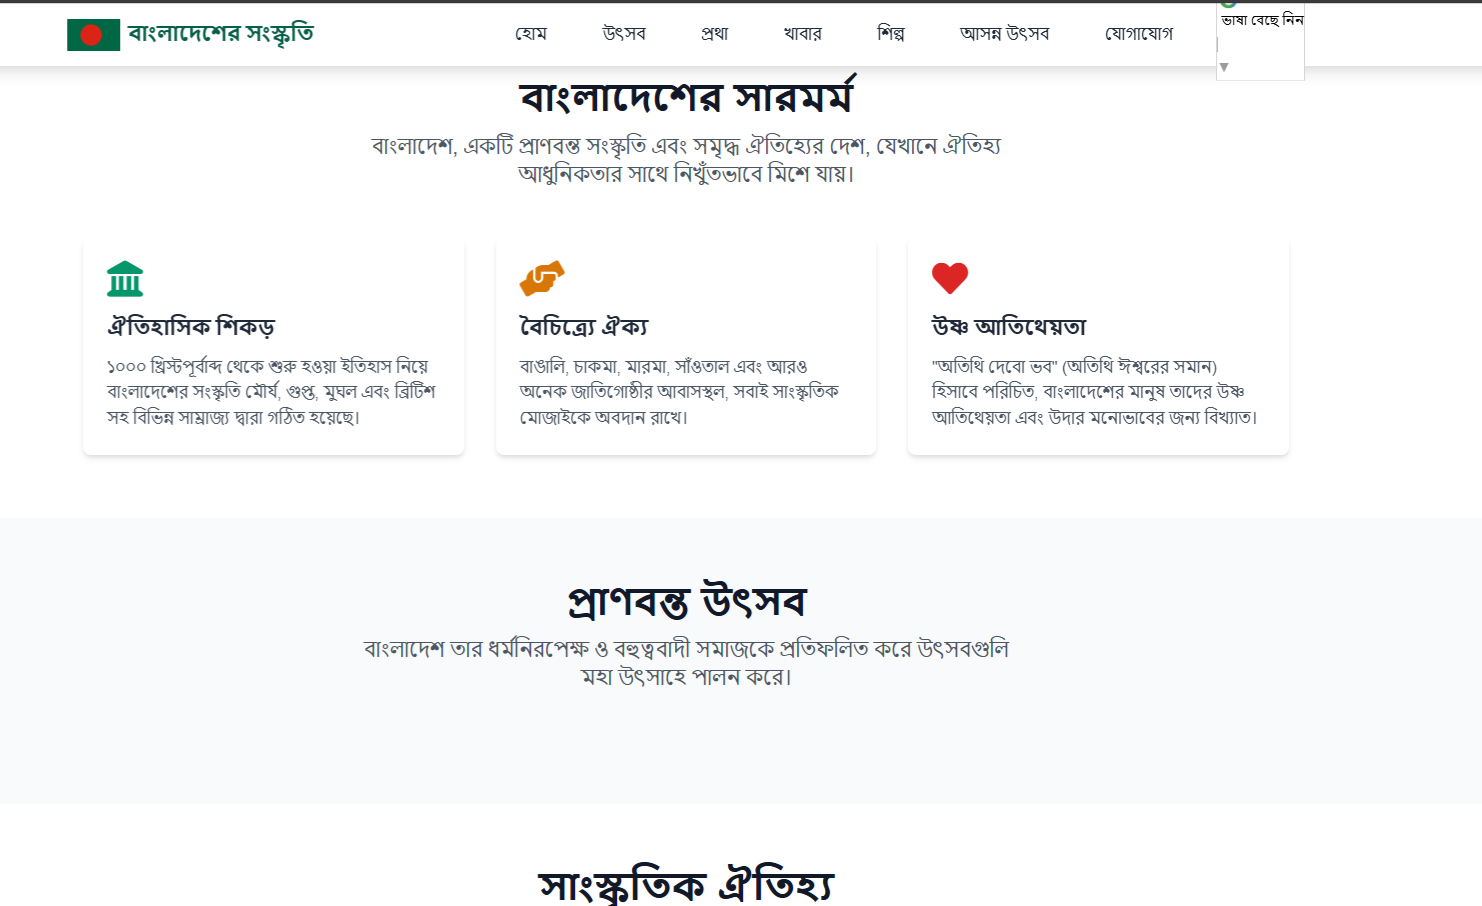 বাংলাদেশের সংস্কৃতি
হোম
উৎসব
প্রথা
খাবার
শিল্প
আসন্ন উৎসব
যোগাযোগ
ভাষা বেছে নিন
▼
বাংলাদেশের সারমর্ম
বাংলাদেশ, একটি প্রাণবন্ত সংস্কৃতি এবং সমৃদ্ধ ঐতিহ্যের দেশ, যেখানে ঐতিহ্য
আধুনিকতার সাথে নিখুঁতভাবে মিশে যায়।
ঐতিহাসিক শিকড়
১০০০ খ্রিস্টপূর্বাব্দ থেকে শুরু হওয়া ইতিহাস নিয়ে
বাংলাদেশের সংস্কৃতি মৌর্য, গুপ্ত, মুঘল এবং ব্রিটিশ
সহ বিভিন্ন সাম্রাজ্য দ্বারা গঠিত হয়েছে।
বৈচিত্র্যে ঐক্য
বাঙালি, চাকমা, মারমা, সাঁওতাল এবং আরও
অনেক জাতিগোষ্ঠীর আবাসস্থল, সবাই সাংস্কৃতিক
মোজাইকে অবদান রাখে।
উষ্ণ আতিথেয়তা
"অতিথি দেবো ভব" (অতিথি ঈশ্বরের সমান)
হিসাবে পরিচিত, বাংলাদেশের মানুষ তাদের উষ্ণ
আতিথেয়তা এবং উদার মনোভাবের জন্য বিখ্যাত।
প্রাণবন্ত উৎসব
বাংলাদেশ তার ধর্মনিরপেক্ষ ও বহুত্ববাদী সমাজকে প্রতিফলিত করে উৎসবগুলি
মহা উৎসাহে পালন করে।
সাংস্কৃতিক ঐতিহ্য